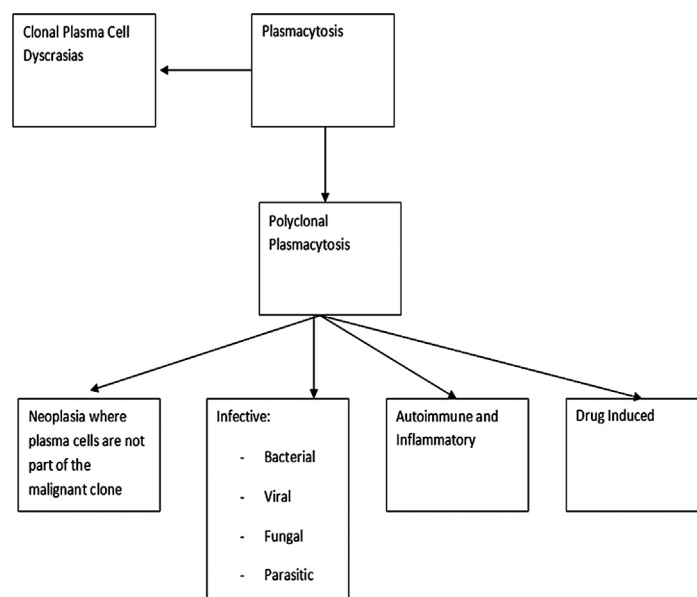 Clonal Plasma Cell
Dyscrasias
Plasmacytosis
Polyclonal
Plasmacytosis
Neoplasia where
plasma cells are not
part of the
malignant clone
Infective:
- Bacterial
- Viral
- Fungal
- Parasitic
Autoimmune and
Inflammatory
Drug Induced